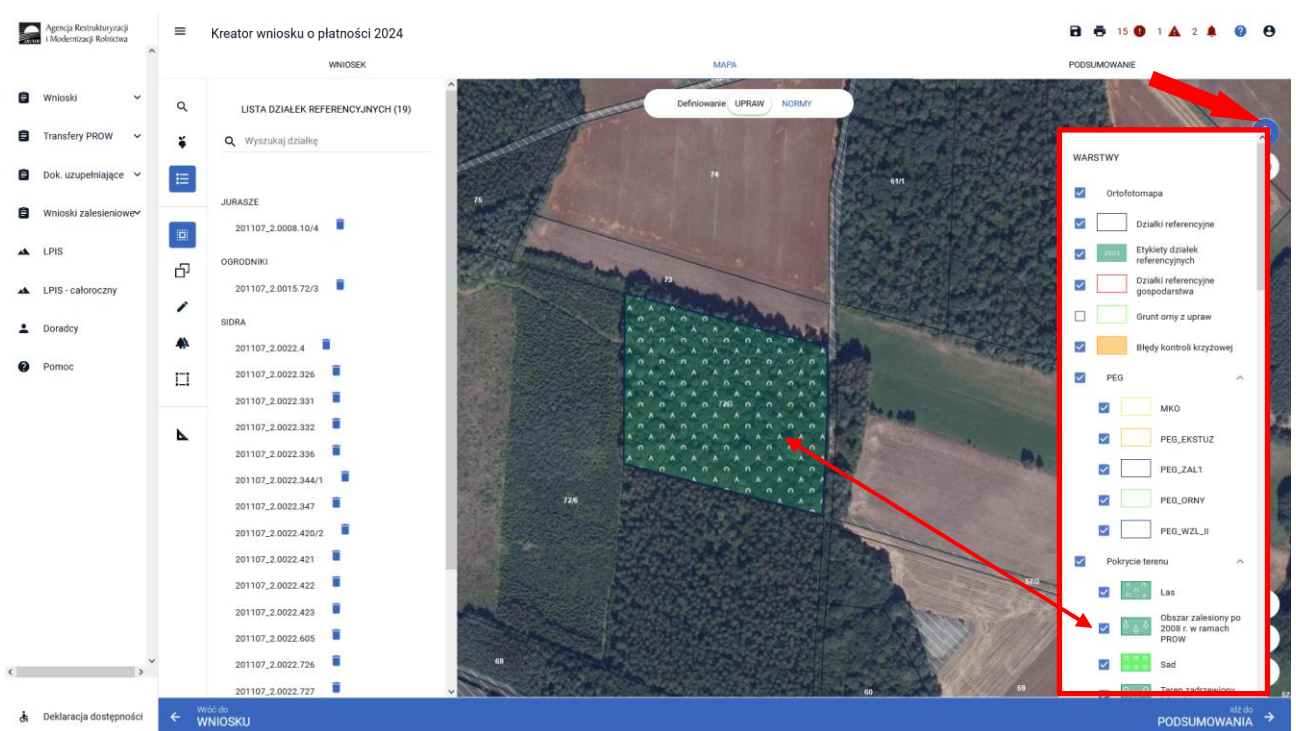 Agencja Restrukturyzacji
i Modernizacji Rolnictwa
Kreator wniosku o płatności 2024
15 1 2
WNIOSEK
MAPA
PODSUMOWANIE
Wnioski
Transfery PROW
Dok. uzupełniające
Wnioski zalesieniowe
LPIS
LPIS - całoroczny
Doradcy
Pomoc
Deklaracja dostępności
LISTA DZIAŁEK REFERENCYJNYCH (19)
Wyszukaj działkę
JURASZE
201107_2.0008.10/4
OGRODNIKI
201107_2.0015.72/3
SIDRA
201107_2.0022.4
201107_2.0022.326
201107_2.0022.331
201107_2.0022.332
201107_2.0022.336
201107_2.0022.344/1
201107_2.0022.347
201107_2.0022.420/2
201107_2.0022.421
201107_2.0022.422
201107_2.0022.423
201107_2.0022.605
201107_2.0022.726
201107_2.0022.727
Definiowanie UPRAW NORMY
74
61/1
75
73
72/6
57/3
69
60
59
WARSTWY
Ortofotomapa
Działki referencyjne
Etykiety działek
referencyjnych
Działki referencyjne
gospodarstwa
Grunt orny z upraw
Błędy kontroli krzyżowej
PEG
MKO
PEG_EKSTUZ
PEG_ZAL1
PEG_ORNY
PEG_WZL_II
Pokrycie terenu
Las
Obszar zalesiony po
2008 r. w ramach
PROW
Sad
Teren zadrzewiony
Wróć do
WNIOSKU
Idź do
PODSUMOWANIA